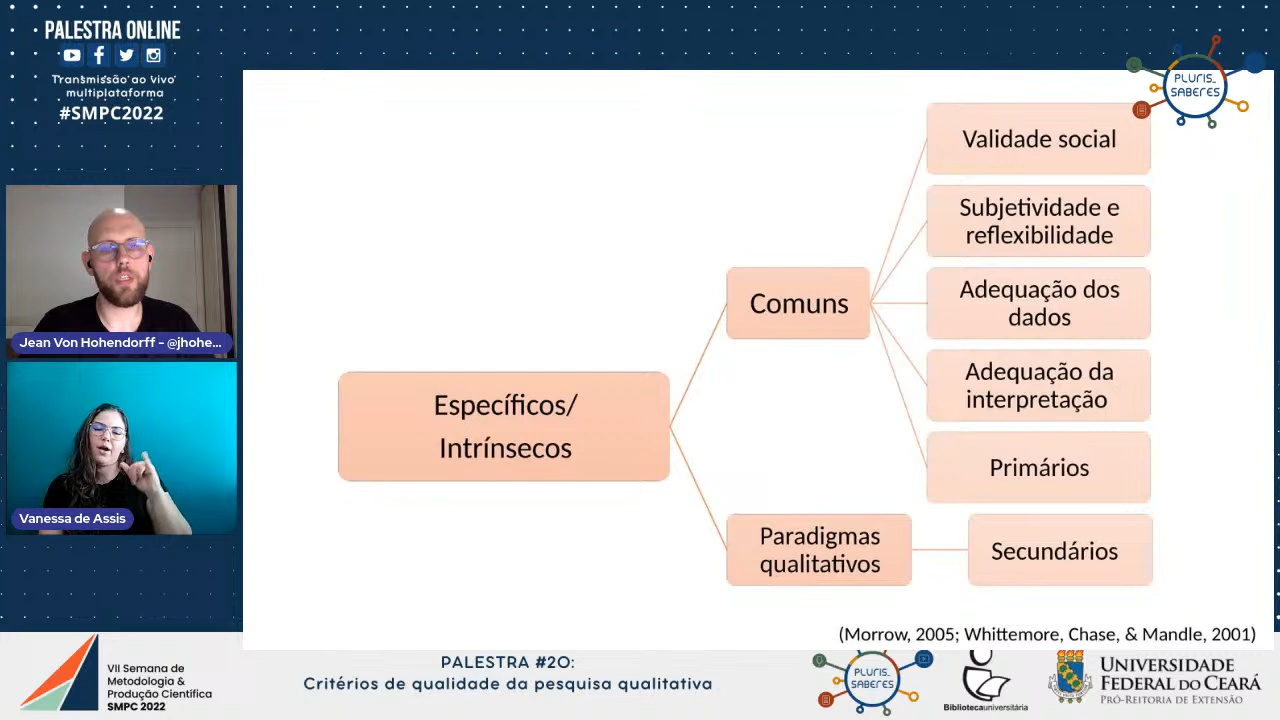 PALESTRA ONLINE
Transmissão ao vivo
multiplataforma
#SMPC2022
PLURIS_
SABERES
Jean Von Hohendorff - @jhohe...
Vanessa de Assis
Específicos/
Intrínsecos
Comuns
Validade social
Subjetividade e
reflexibilidade
Adequação dos
dados
Adequação da
interpretação
Primários
Paradigmas
qualitativos
Secundários
(Morrow, 2005; Whittemore, Chase, & Mandle, 2001)
VII Semana de
Metodologia &
Produção Científica
SMPC 2022
PALESTRA #20:
Critérios de qualidade da pesquisa qualitativa
PLURIS_
SABERES
Bibliotecauniversitária
UNIVERSIDADE
FEDERAL DO CEARÁ
PRÓ-REITORIA DE EXTENSÃO